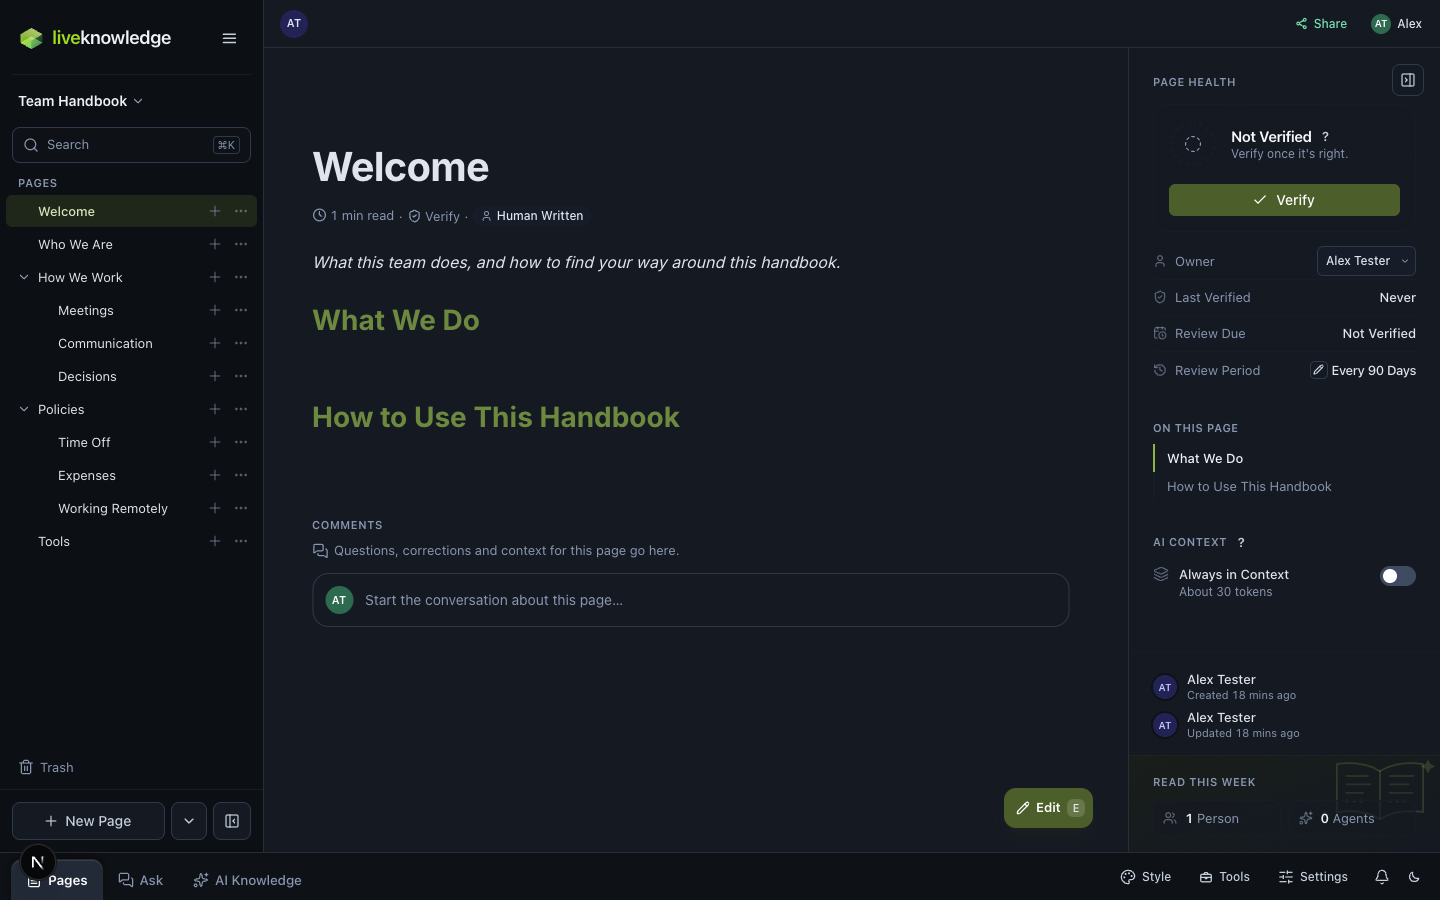 liveknowledge
AT
Share
AT
Alex
Team Handbook
Search
⌘K
PAGES
Welcome
Who We Are
How We Work
Meetings
Communication
Decisions
Policies
Time Off
Expenses
Working Remotely
Tools
Trash
New Page
Welcome
1 min read · Verify · Human Written
What this team does, and how to find your way around this handbook.
What We Do
How to Use This Handbook
COMMENTS
Questions, corrections and context for this page go here.
AT
Start the conversation about this page...
Edit E
PAGE HEALTH
Not Verified ?
Verify once it's right.
Verify
Owner Alex Tester
Last Verified Never
Review Due Not Verified
Review Period Every 90 Days
ON THIS PAGE
What We Do
How to Use This Handbook
AI CONTEXT ?
Always in Context
About 30 tokens
AT
Alex Tester
Created 18 mins ago
AT
Alex Tester
Updated 18 mins ago
READ THIS WEEK
1 Person
0 Agents
N
Pages
Ask
AI Knowledge
Style
Tools
Settings